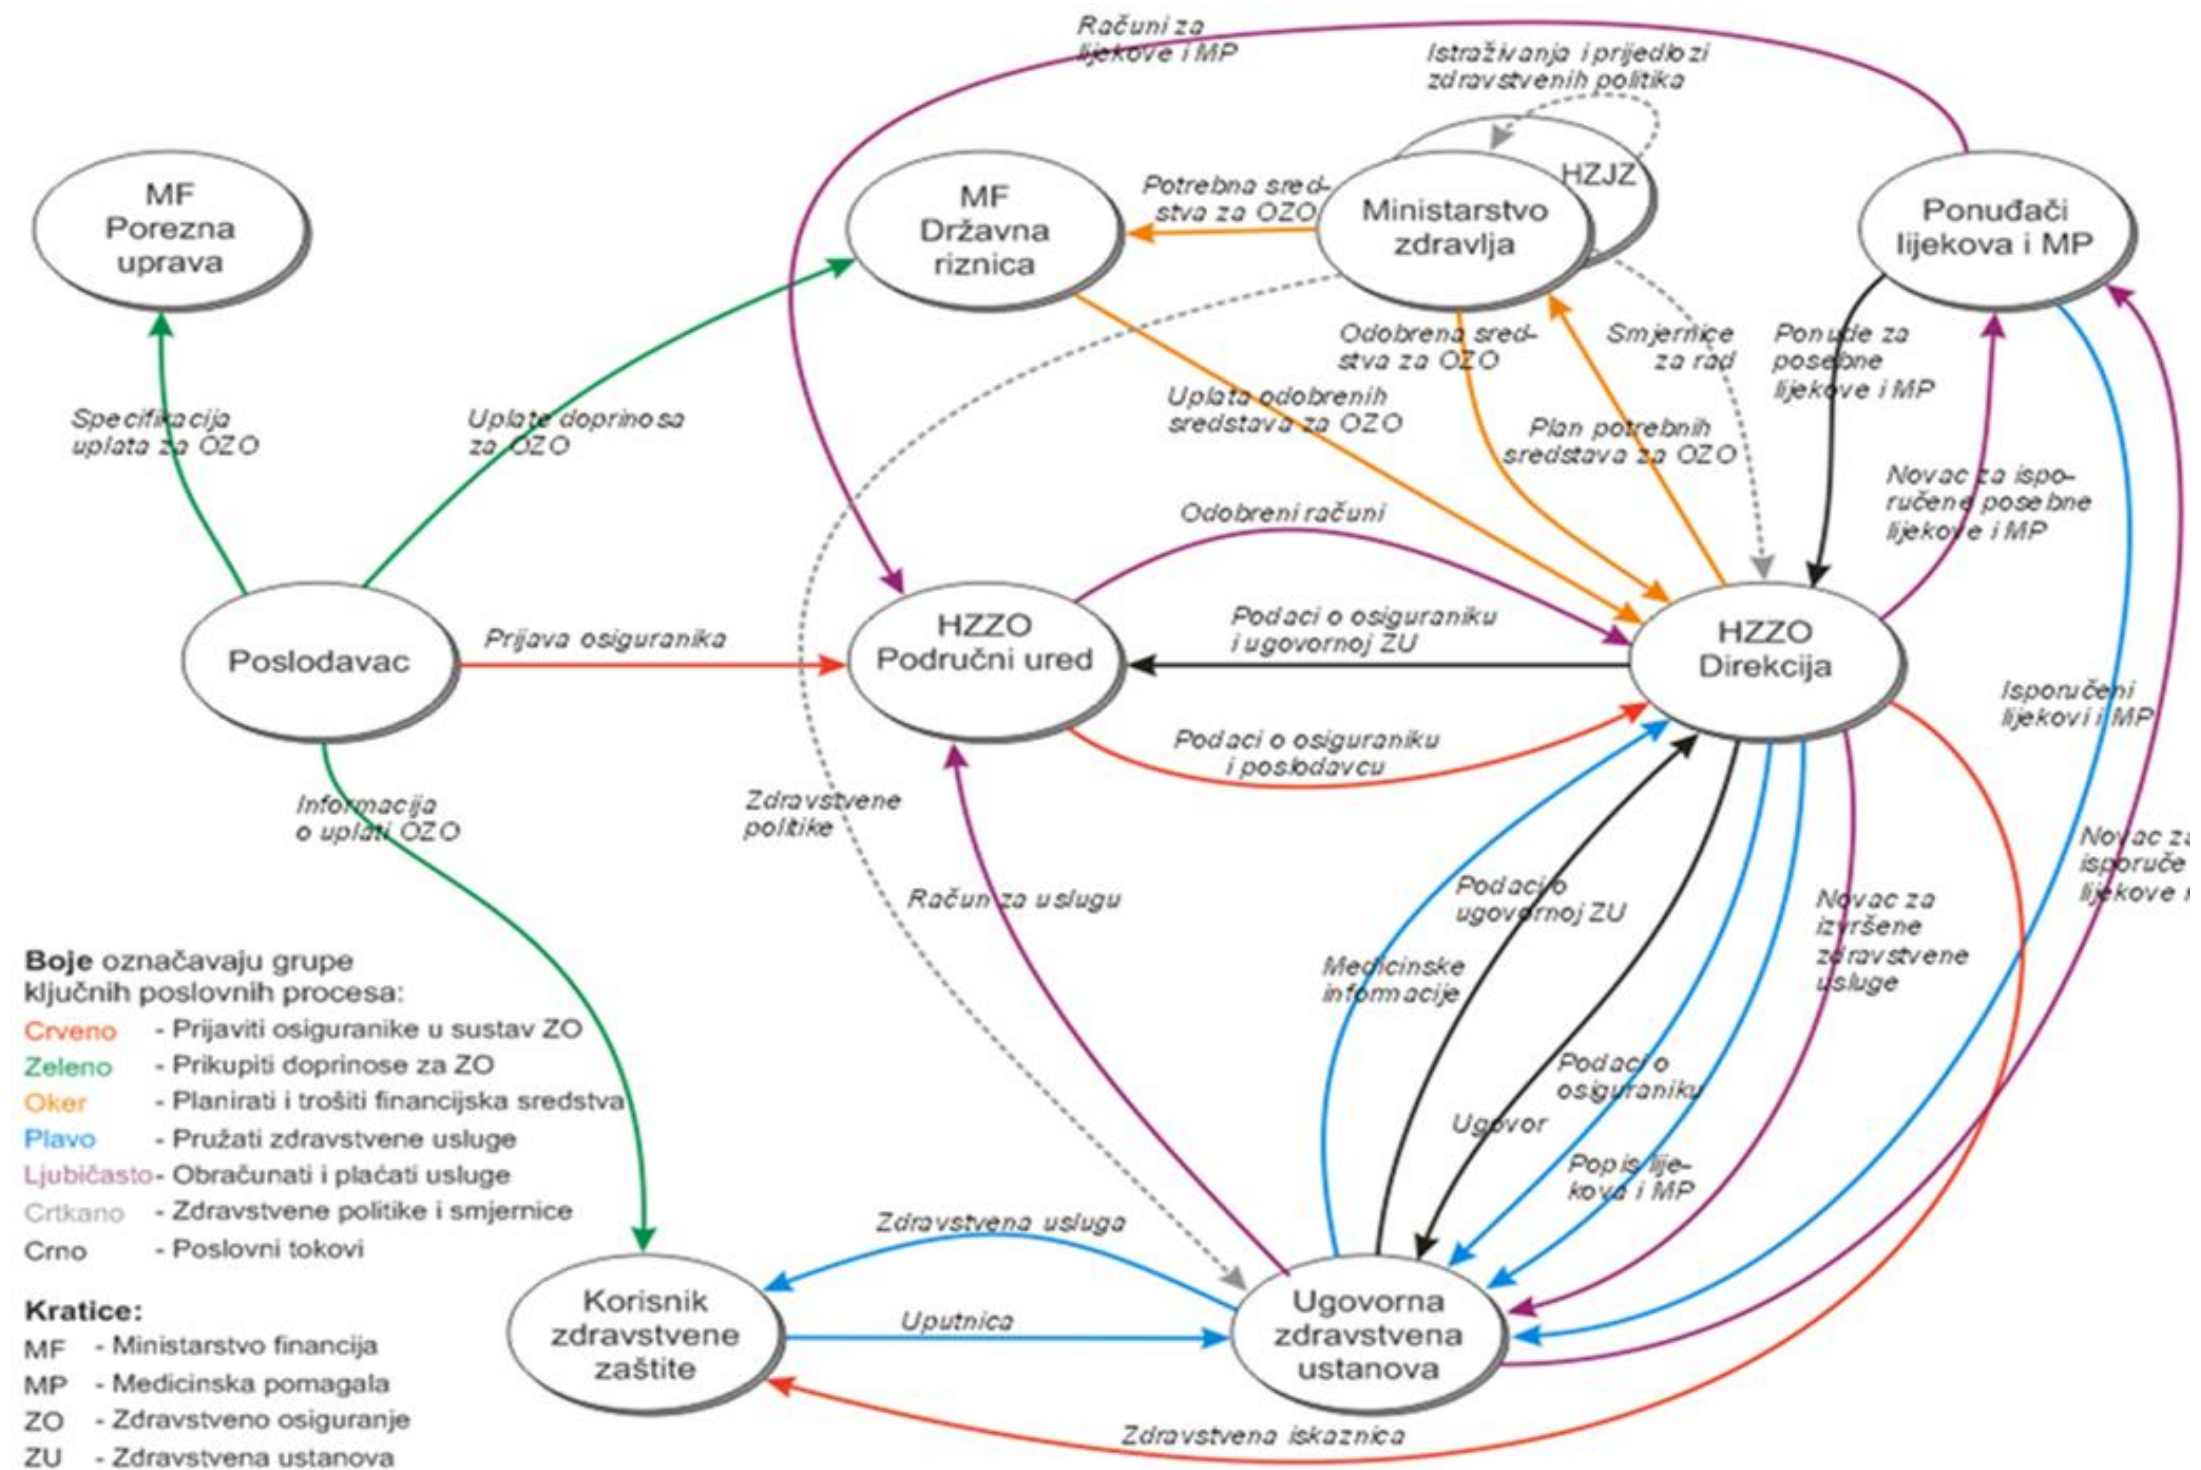 Računi za
lijekove i MP
Istraživanja i prijedlozi
zdravstvenih politika
MF
Porezna
uprava
MF
Državna
riznica
Potrebna sred-
stva za OZO
Ministarstvo
zdravlja
HZJZ
Ponuđači
lijekova i MP
Specifikacija
uplata za OZO
Uplate doprinosa
za OZO
Uplata odobrenih
sredstava za OZO
Odobrena sred-
stva za OZO
Plan potrebnih
sredstava za OZO
Smjernice
za rad
Ponude za
posebne
lijekove i MP
Novac za ispo-
ručene posebne
lijekove i MP
Odobreni računi
Poslodavac
Prijava osiguranika
HZZO
Područni ured
Podaci o osiguraniku
i ugovornoj ZU
HZZO
Direkcija
Podaci o osiguraniku
i poslodavcu
Isporučeni
lijekovi i MP
Informacija
o uplati OZO
Zdravstvene
politike
Račun za uslugu
Podaci o
ugovornoj ZU
Medicinske
informacije
Novac za
izvršene
zdravstvene
usluge
Novac za
isporuče
lijekove
Podaci o
osiguraniku
Ugovor
Popis lije-
kova i MP
Boje označavaju grupe
ključnih poslovnih procesa:
Crveno - Prijaviti osiguranike u sustav ZO
Zeleno - Prikupiti doprinose za ZO
Oker - Planirati i trošiti financijska sredstva
Plavo - Pružati zdravstvene usluge
Ljubičasto - Obračunati i plaćati usluge
Crtkano - Zdravstvene politike i smjernice
Crno - Poslovni tokovi
Kratice:
MF - Ministarstvo financija
MP - Medicinska pomagala
ZO - Zdravstveno osiguranje
ZU - Zdravstvena ustanova
Zdravstvena usluga
Uputnica
Korisnik
zdravstvene
zaštite
Ugovorna
zdravstvena
ustanova
Zdravstvena iskaznica